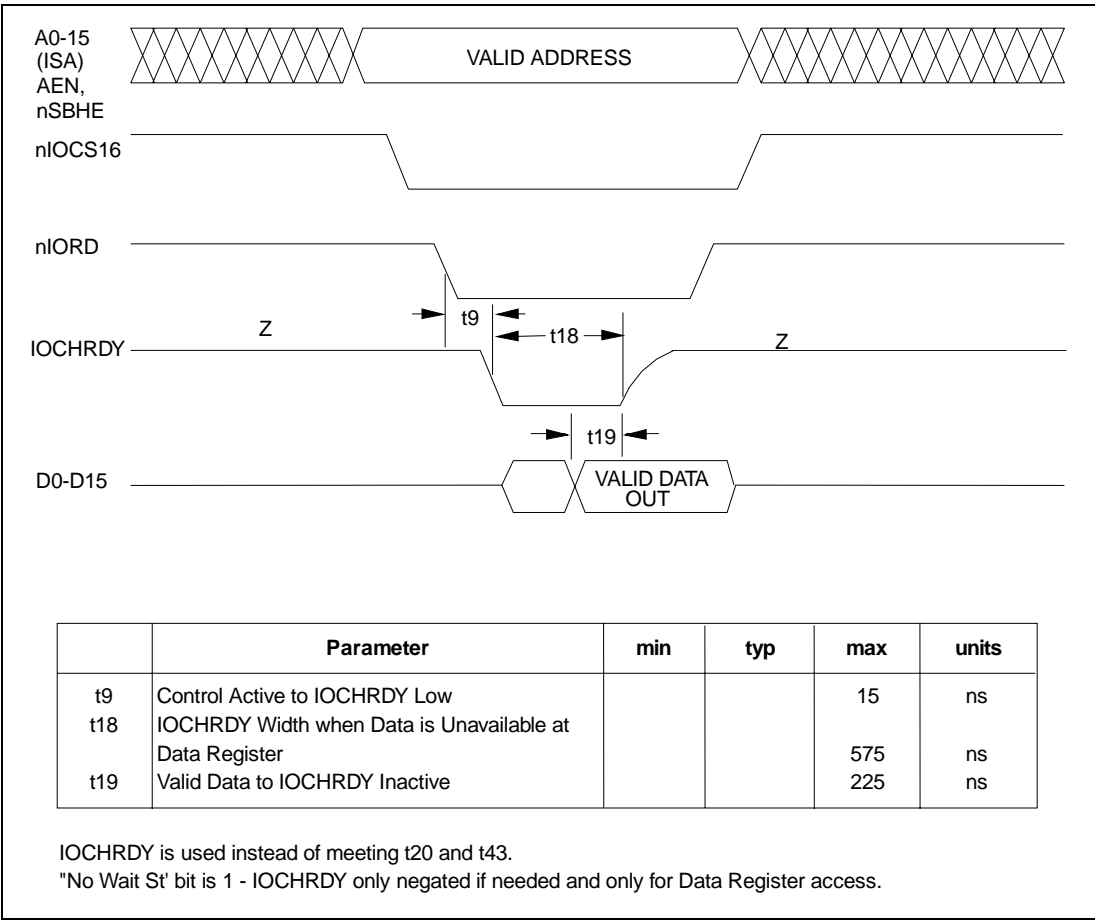 A0-15
(ISA)
AEN,
nSBHE
VALID ADDRESS
nIOCS16
nIORD
t9
Z
t18
Z
IOCHRDY
t19
D0-D15
VALID DATA
OUT
Parameter min typ max units
t9 Control Active to IOCHRDY Low 15 ns
t18 IOCHRDY Width when Data is Unavailable at
Data Register 575 ns
t19 Valid Data to IOCHRDY Inactive 225 ns
IOCHRDY is used instead of meeting t20 and t43.
"No Wait St' bit is 1 - IOCHRDY only negated if needed and only for Data Register access.